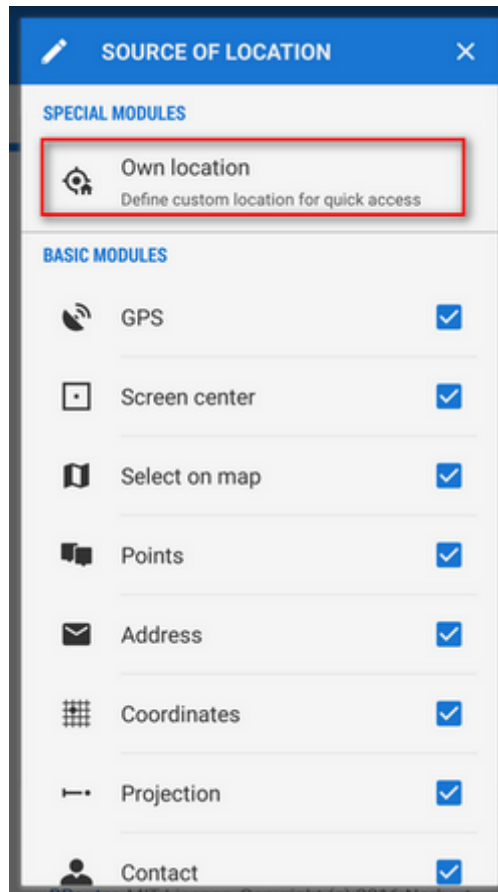 SOURCE OF LOCATION
SPECIAL MODULES
Own location
Define custom location for quick access
BASIC MODULES
GPS
Screen center
Select on map
Points
Address
Coordinates
Projection
Contact